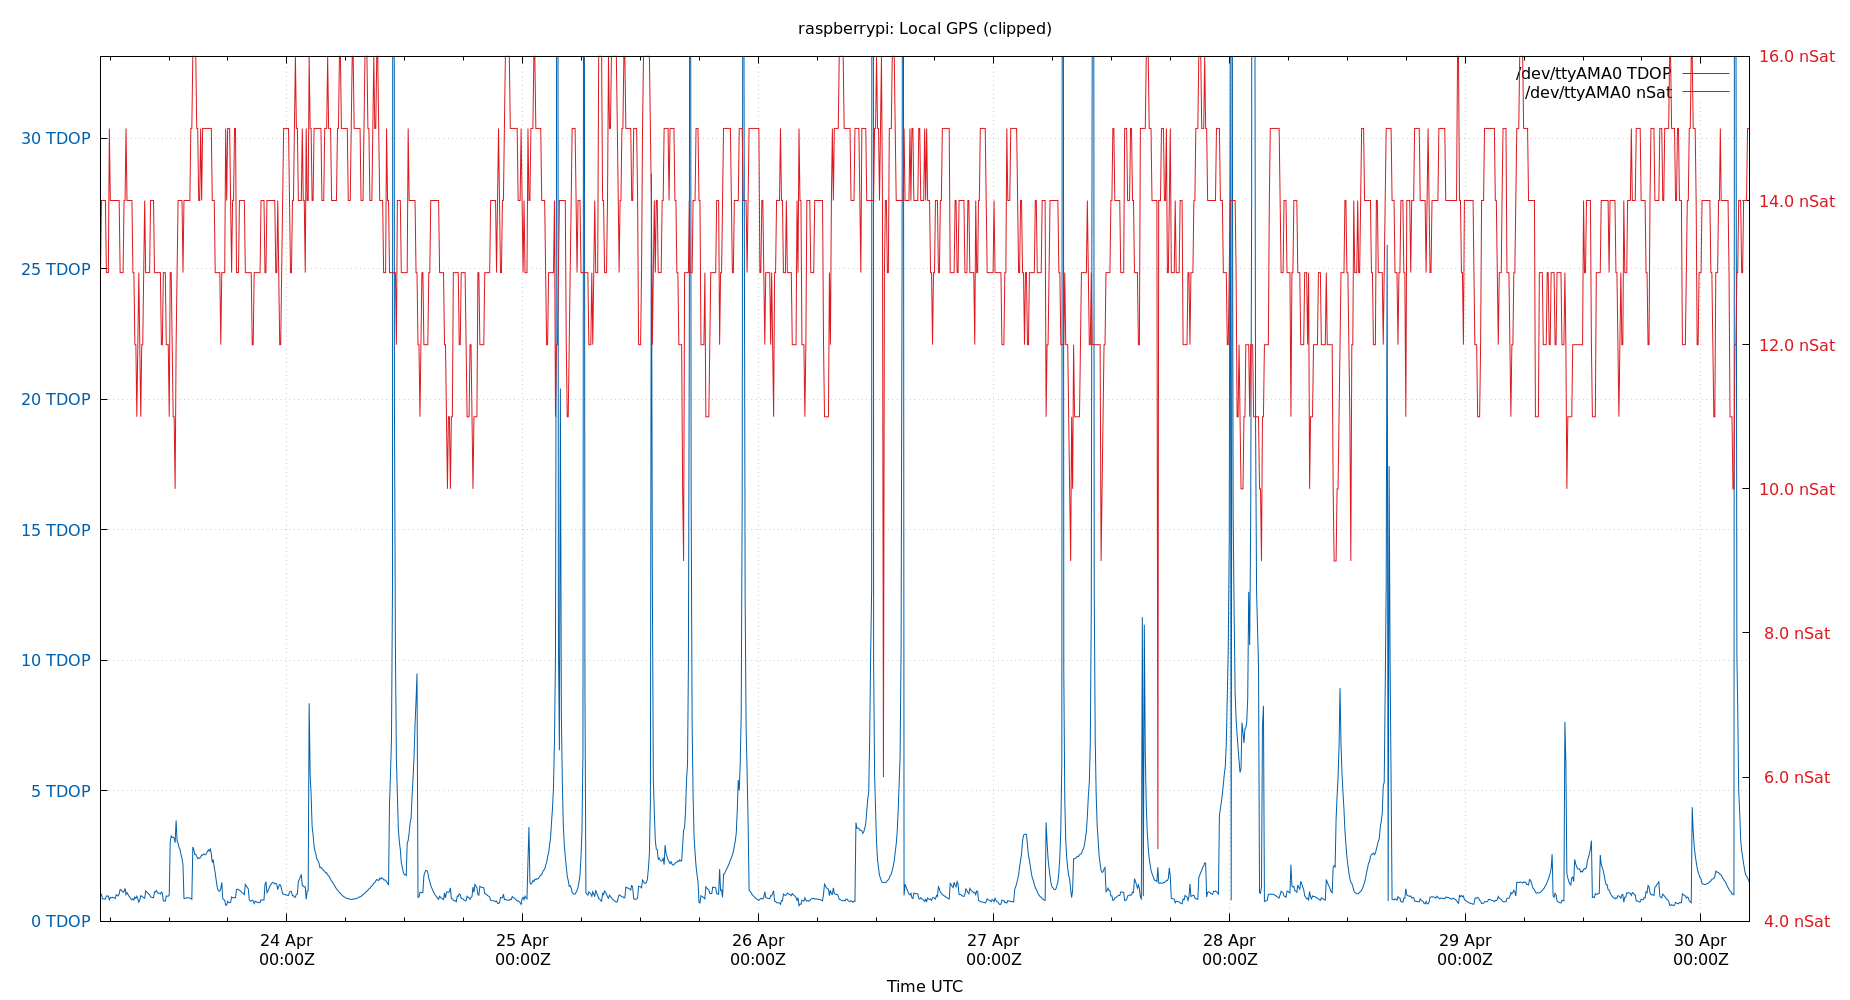 raspberrypi: Local GPS (clipped)
16.0 nSat
/dev/ttyAMA0 TDOP
/dev/ttyAMA0 nSat
30 TDOP
14.0 nSat
25 TDOP
12.0 nSat
20 TDOP
10.0 nSat
15 TDOP
8.0 nSat
10 TDOP
6.0 nSat
5 TDOP
0 TDOP
4.0 nSat
24 Apr
00:00Z
25 Apr
00:00Z
26 Apr
00:00Z
27 Apr
00:00Z
28 Apr
00:00Z
29 Apr
00:00Z
30 Apr
00:00Z
Time UTC